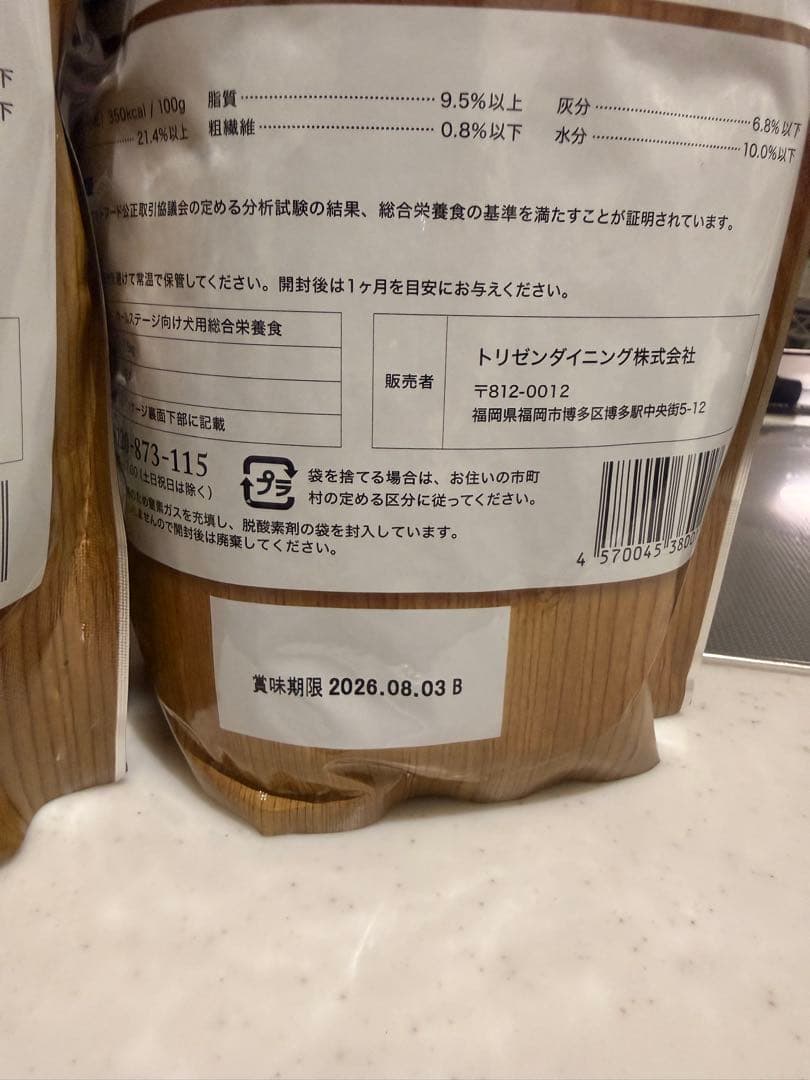 350kcal / 100g 脂質 9.5%以上 灰分 6.8%以下
21.4%以上 粗繊維 0.8%以下 水分 10.0%以下
公正取引協議会の定める分析試験の結果、総合栄養食の基準を満たすことが証明されています。
けて常温で保管してください。開封後は1ヶ月を目安にお与えください。
ールステージ向け犬用総合栄養食
ージ裏面下部に記載
販売者
トリゼンダイニング株式会社
〒812-0012
福岡県福岡市博多区博多駅中央街5-12
-873-115
(土日祝日は除く)
プラ
袋を捨てる場合は、お住いの市町
村の定める区分に従ってください。
め窒素ガスを充填し、脱酸素剤の袋を封入しています。
せんので開封後は廃棄してください。
4 570045 3800
賞味期限 2026.08.03 B